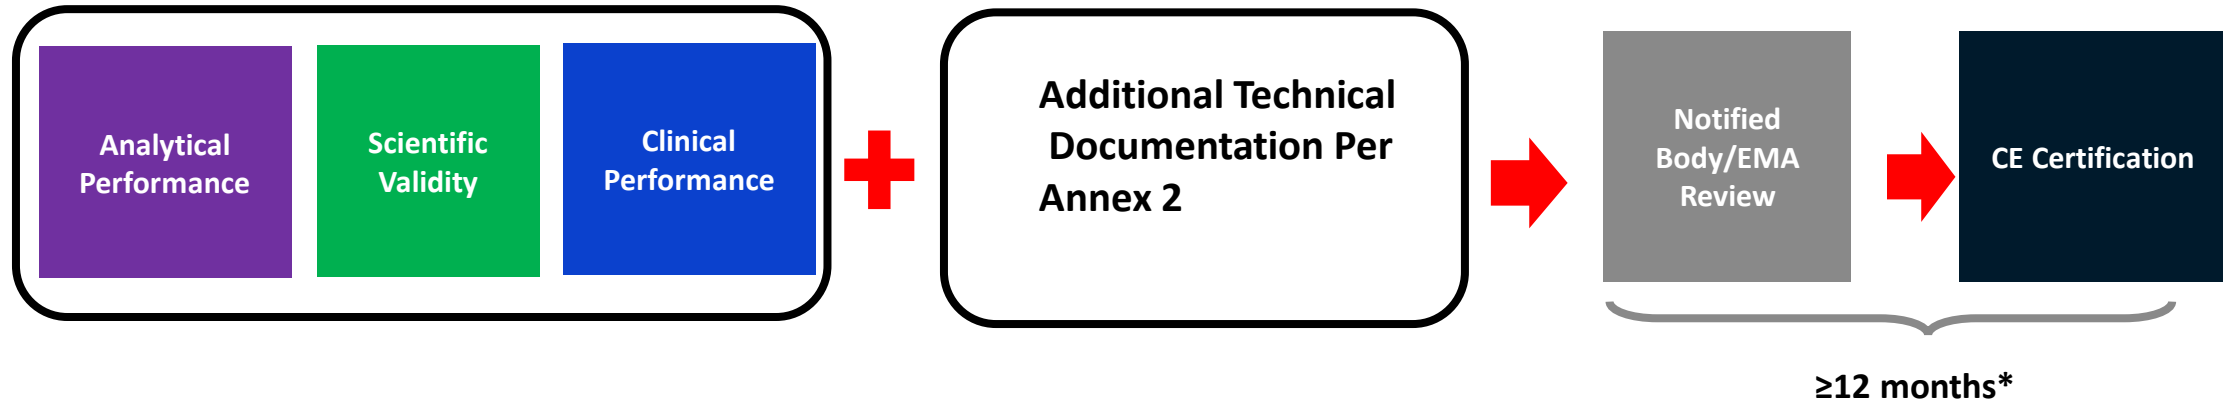 Analytical
Performance
Scientific
Validity
Clinical
Performance
Additional Technical
Documentation Per
Annex 2
Notified
Body/EMA
Review
CE Certification
≥12 months*